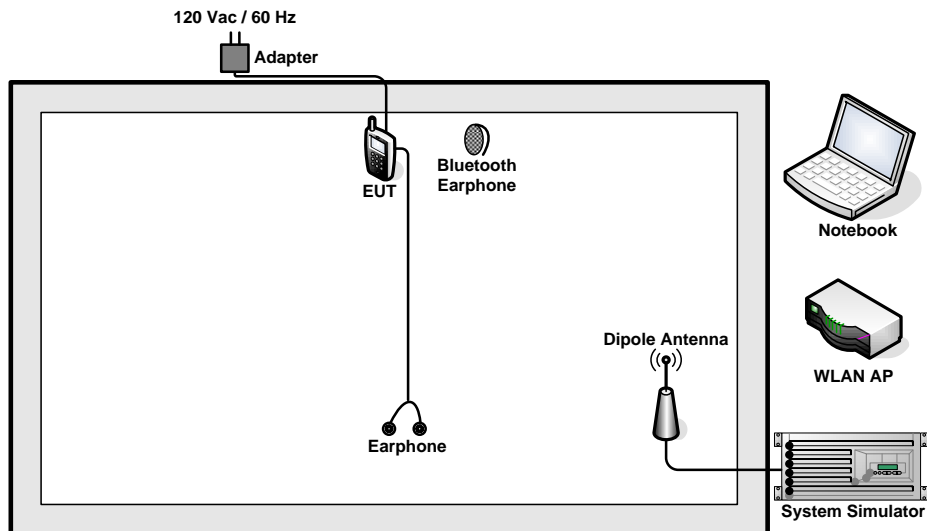 120 Vac / 60 Hz
Adapter
EUT
Bluetooth
Earphone
Notebook
Dipole Antenna
WLAN AP
Earphone
System Simulator